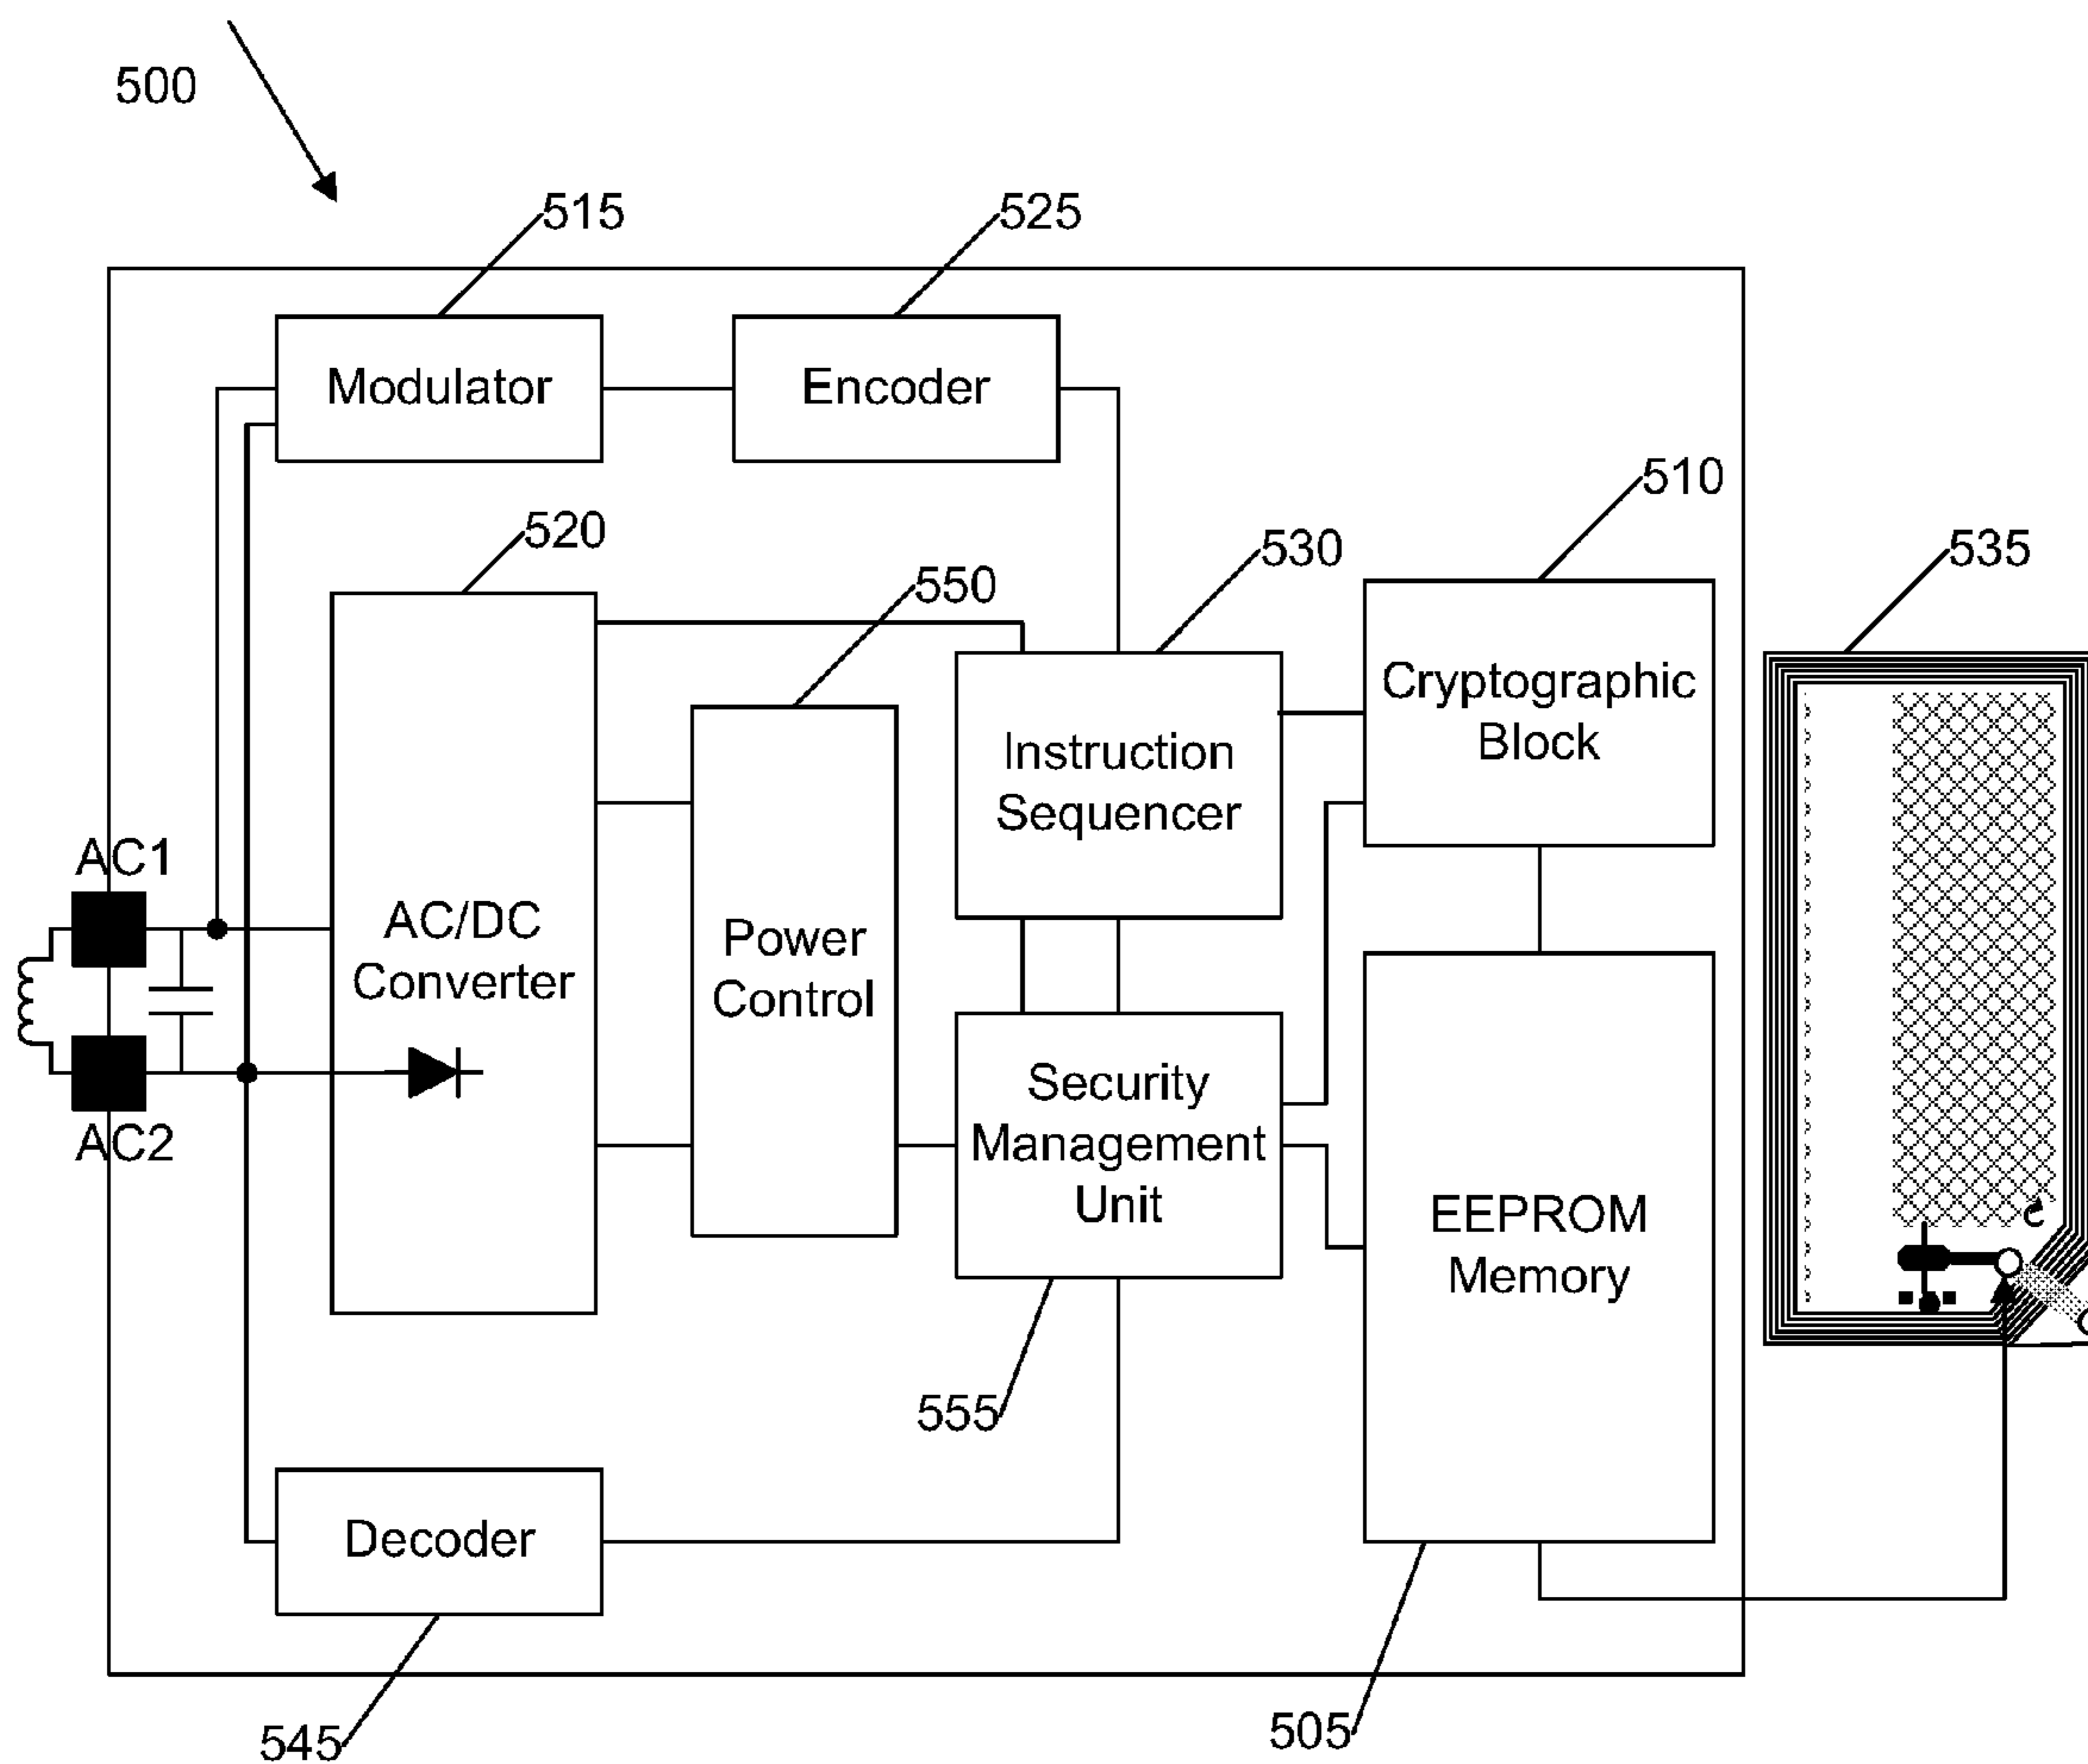 500
515
525
Modulator
Encoder
510
520
530
535
550
Cryptographic
Block
Instruction
Sequencer
AC1
AC/DC
Converter
Power
Control
AC2
Security
Management
Unit
EEPROM
Memory
555
Decoder
545
505